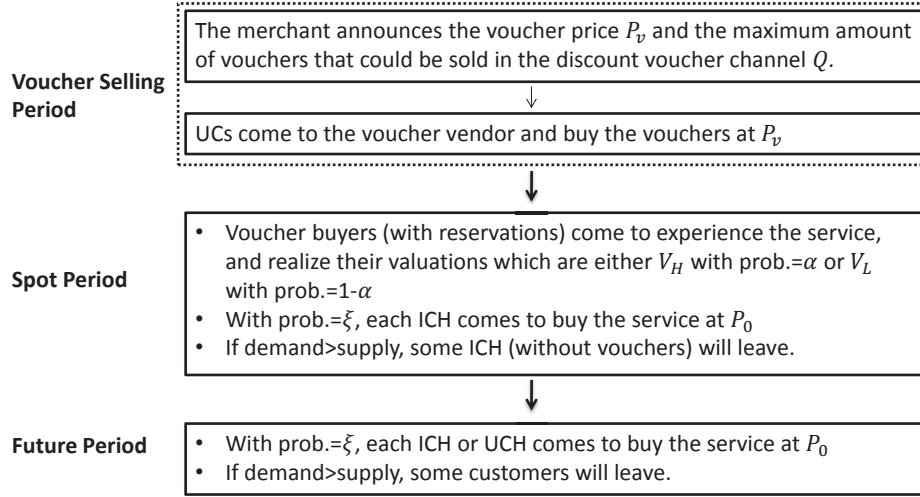 The merchant announces the voucher price P_v and the maximum amount
of vouchers that could be sold in the discount voucher channel Q.
Voucher Selling
Period
UCs come to the voucher vendor and buy the vouchers at P_v
Spot Period
• Voucher buyers (with reservations) come to experience the service,
and realize their valuations which are either V_H with prob.=α or V_L
with prob.=1-α
• With prob.=ξ, each ICH comes to buy the service at P_0
• If demand>supply, some ICH (without vouchers) will leave.
Future Period
• With prob.=ξ, each ICH or UCH comes to buy the service at P_0
• If demand>supply, some customers will leave.